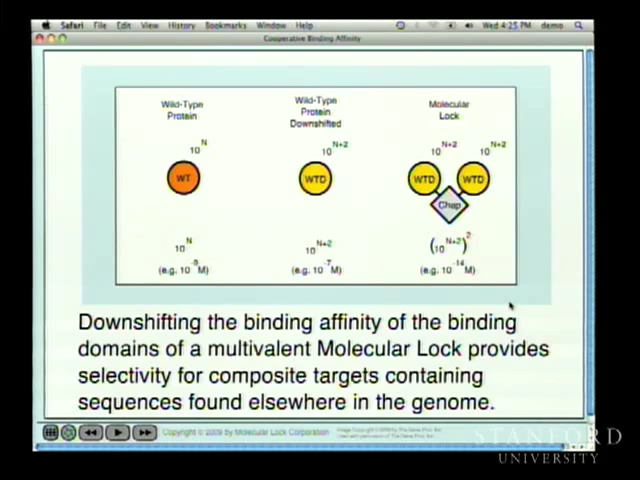 Safari File Edit View History Bookmarks Window Help Wed 4:25 PM demo
Cooperative Binding Affinity
Wild-Type
Protein
Wild-Type
Protein
Downshifted
Molecular
Lock
10^N
10^N+2
10^N+2 10^N+2
WT
WTD
WTD WTD
Chap
10^N
(e.g. 10^-9 M)
10^N+2
(e.g. 10^-7 M)
(10^N+2)^2
(e.g. 10^-14 M)
Downshifting the binding affinity of the binding
domains of a multivalent Molecular Lock provides
selectivity for composite targets containing
sequences found elsewhere in the genome.
Copyright © 2009 by Molecular Lock Corporation
STANFORD
UNIVERSITY